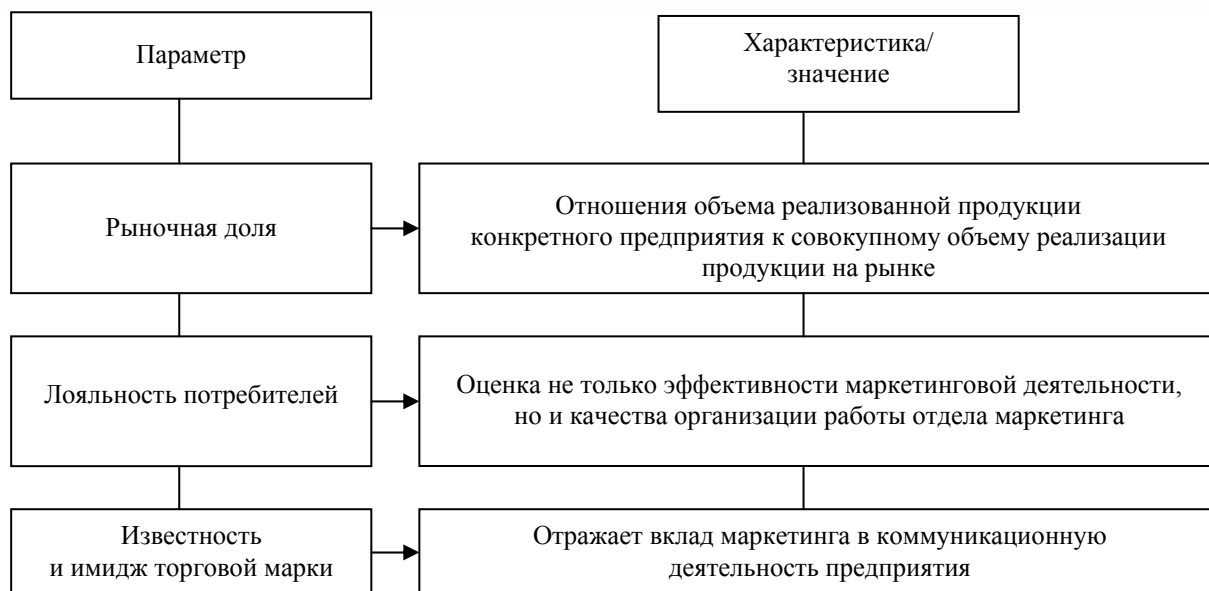 Параметр
Характеристика/
значение
Рыночная доля
Отношения объема реализованной продукции
конкретного предприятия к совокупному объему реализации
продукции на рынке
Лояльность потребителей
Оценка не только эффективности маркетинговой деятельности,
но и качества организации работы отдела маркетинга
Известность
и имидж торговой марки
Отражает вклад маркетинга в коммуникационную
деятельность предприятия